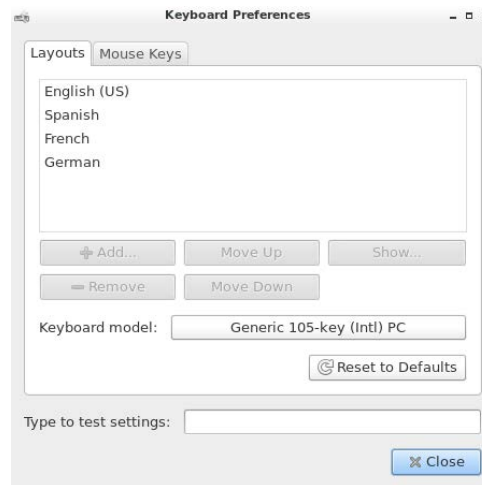 Keyboard Preferences
Layouts Mouse Keys
English (US)
Spanish
French
German
Add... Move Up Show...
Remove Move Down
Keyboard model: Generic 105-key (Intl) PC
Reset to Defaults
Type to test settings:
Close